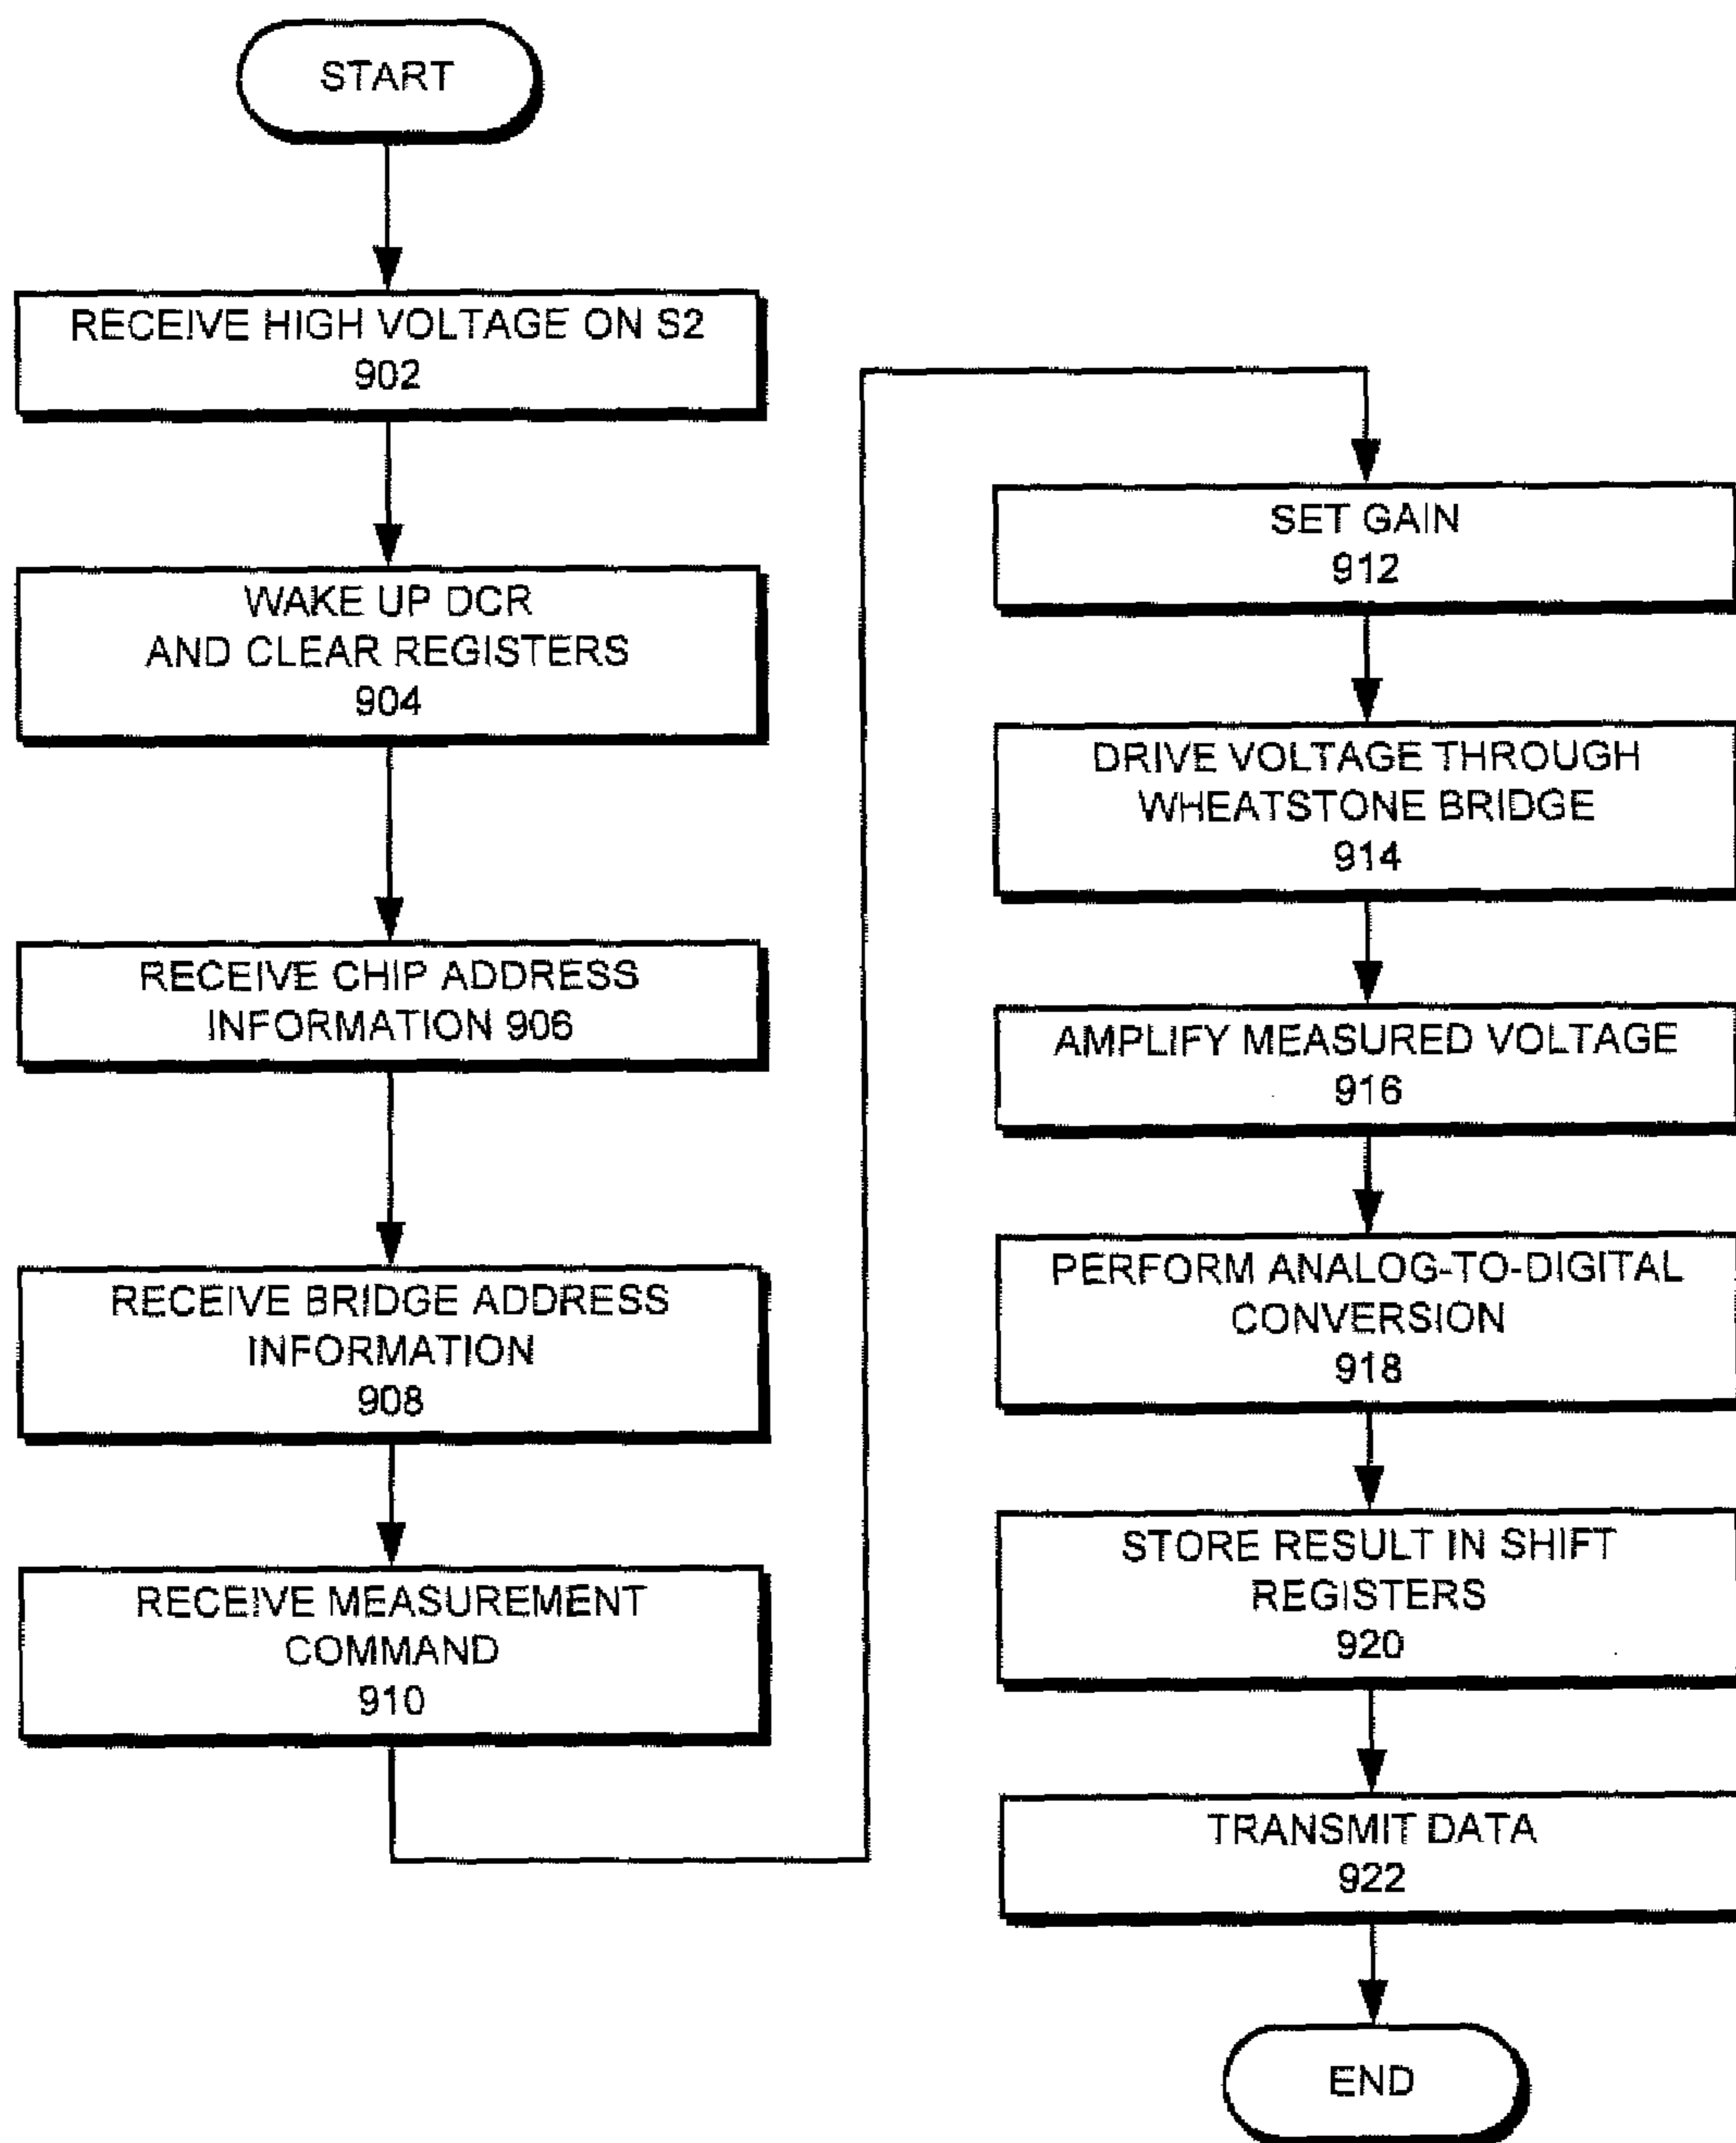 START
RECEIVE HIGH VOLTAGE ON S2
902
WAKE UP DCR
AND CLEAR REGISTERS
904
RECEIVE CHIP ADDRESS
INFORMATION 906
RECEIVE BRIDGE ADDRESS
INFORMATION
908
RECEIVE MEASUREMENT
COMMAND
910
SET GAIN
912
DRIVE VOLTAGE THROUGH
WHEATSTONE BRIDGE
914
AMPLIFY MEASURED VOLTAGE
916
PERFORM ANALOG-TO-DIGITAL
CONVERSION
918
STORE RESULT IN SHIFT
REGISTERS
920
TRANSMIT DATA
922
END